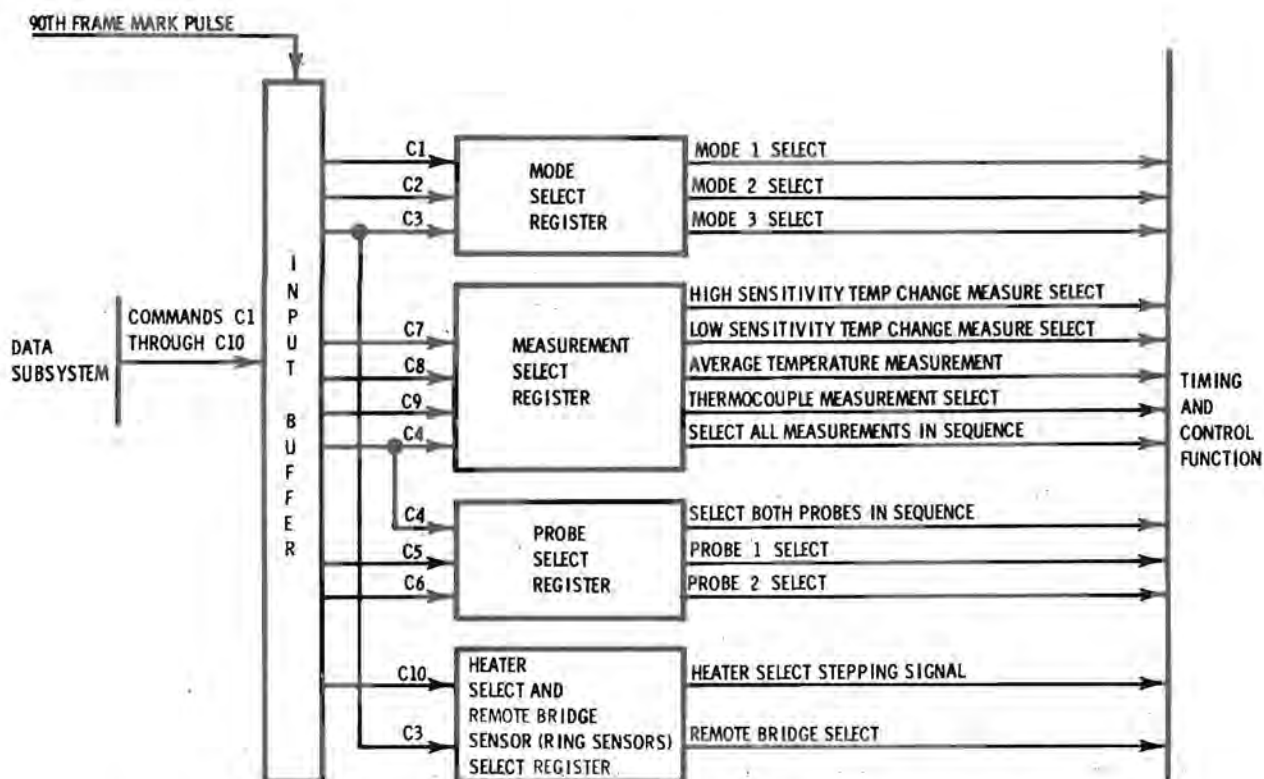 90TH FRAME MARK PULSE
DATA
SUBSYSTEM
COMMANDS C1
THROUGH C10
INPUT BUFFER
C1
C2
C3
MODE
SELECT
REGISTER
MODE 1 SELECT
MODE 2 SELECT
MODE 3 SELECT
C7
C8
C9
C4
MEASUREMENT
SELECT
REGISTER
HIGH SENSITIVITY TEMP CHANGE MEASURE SELECT
LOW SENSITIVITY TEMP CHANGE MEASURE SELECT
AVERAGE TEMPERATURE MEASUREMENT
THERMOCOUPLE MEASUREMENT SELECT
SELECT ALL MEASUREMENTS IN SEQUENCE
C4
C5
C6
PROBE
SELECT
REGISTER
SELECT BOTH PROBES IN SEQUENCE
PROBE 1 SELECT
PROBE 2 SELECT
C10
C3
HEATER
SELECT AND
REMOTE BRIDGE
SENSOR (RING SENSORS)
SELECT REGISTER
HEATER SELECT STEPPING SIGNAL
REMOTE BRIDGE SELECT
TIMING
AND
CONTROL
FUNCTION